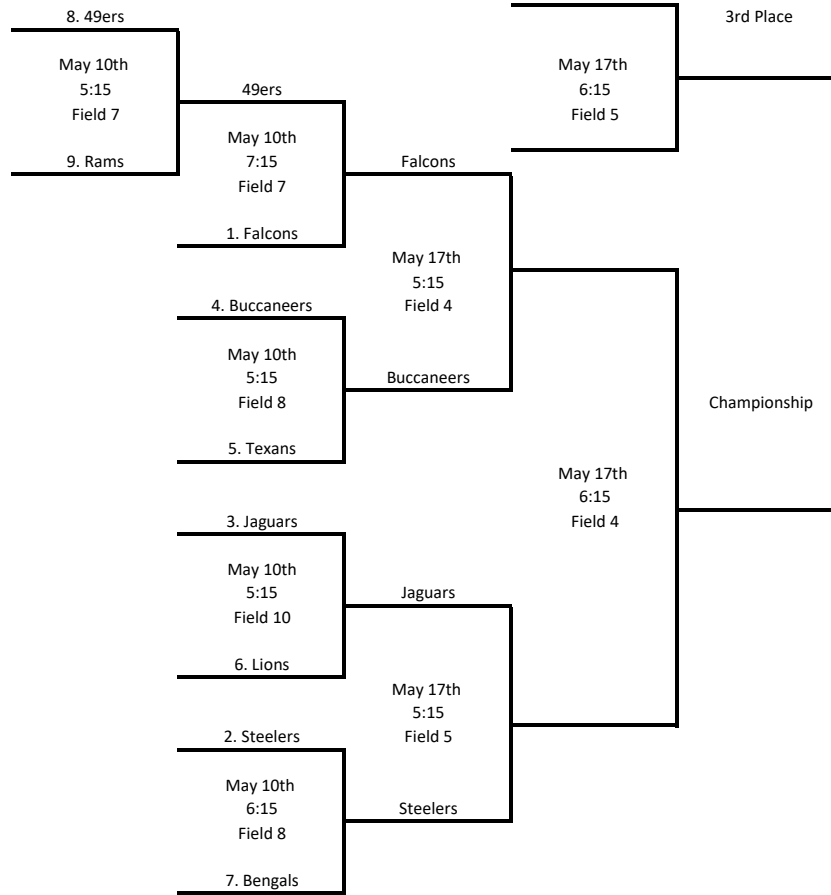 8. 49ers
May 10th
5:15
Field 7
9. Rams
49ers
May 10th
7:15
Field 7
1. Falcons
4. Buccaneers
May 10th
5:15
Field 8
5. Texans
3. Jaguars
May 10th
5:15
Field 10
6. Lions
2. Steelers
May 10th
6:15
Field 8
7. Bengals
Falcons
May 17th
5:15
Field 4
Buccaneers
Jaguars
May 17th
5:15
Field 5
Steelers
May 17th
6:15
Field 5
3rd Place
May 17th
6:15
Field 4
Championship